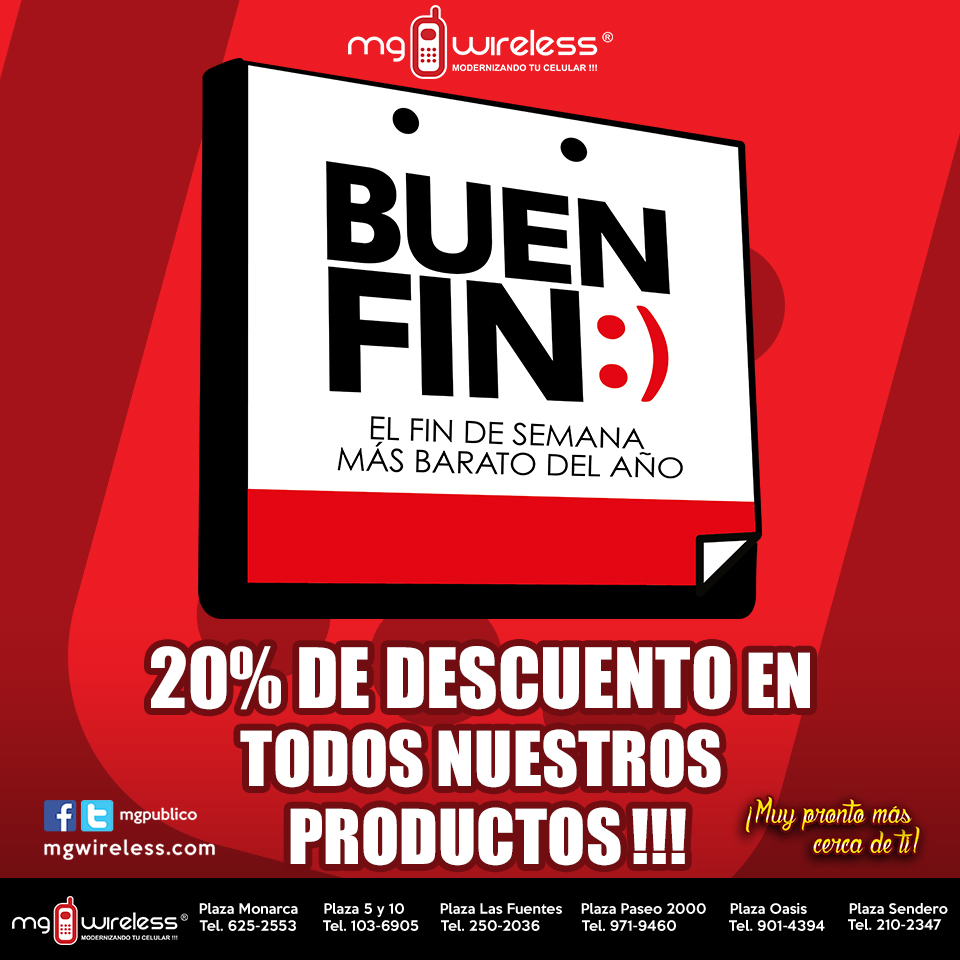 mg wireless®
MODERNIZANDO TU CELULAR !!!
BUEN
FIN:)
EL FIN DE SEMANA
MÁS BARATO DEL AÑO
20% DE DESCUENTO EN
TODOS NUESTROS
PRODUCTOS !!!
f mgpublico
mgwireless.com
¡Muy pronto más
cerca de ti!
mg wireless®
MODERNIZANDO TU CELULAR !!!
Plaza Monarca
Tel. 625-2553
Plaza 5 y 10
Tel. 103-6905
Plaza Las Fuentes
Tel. 250-2036
Plaza Paseo 2000
Tel. 971-9460
Plaza Oasis
Tel. 901-4394
Plaza Sendero
Tel. 210-2347